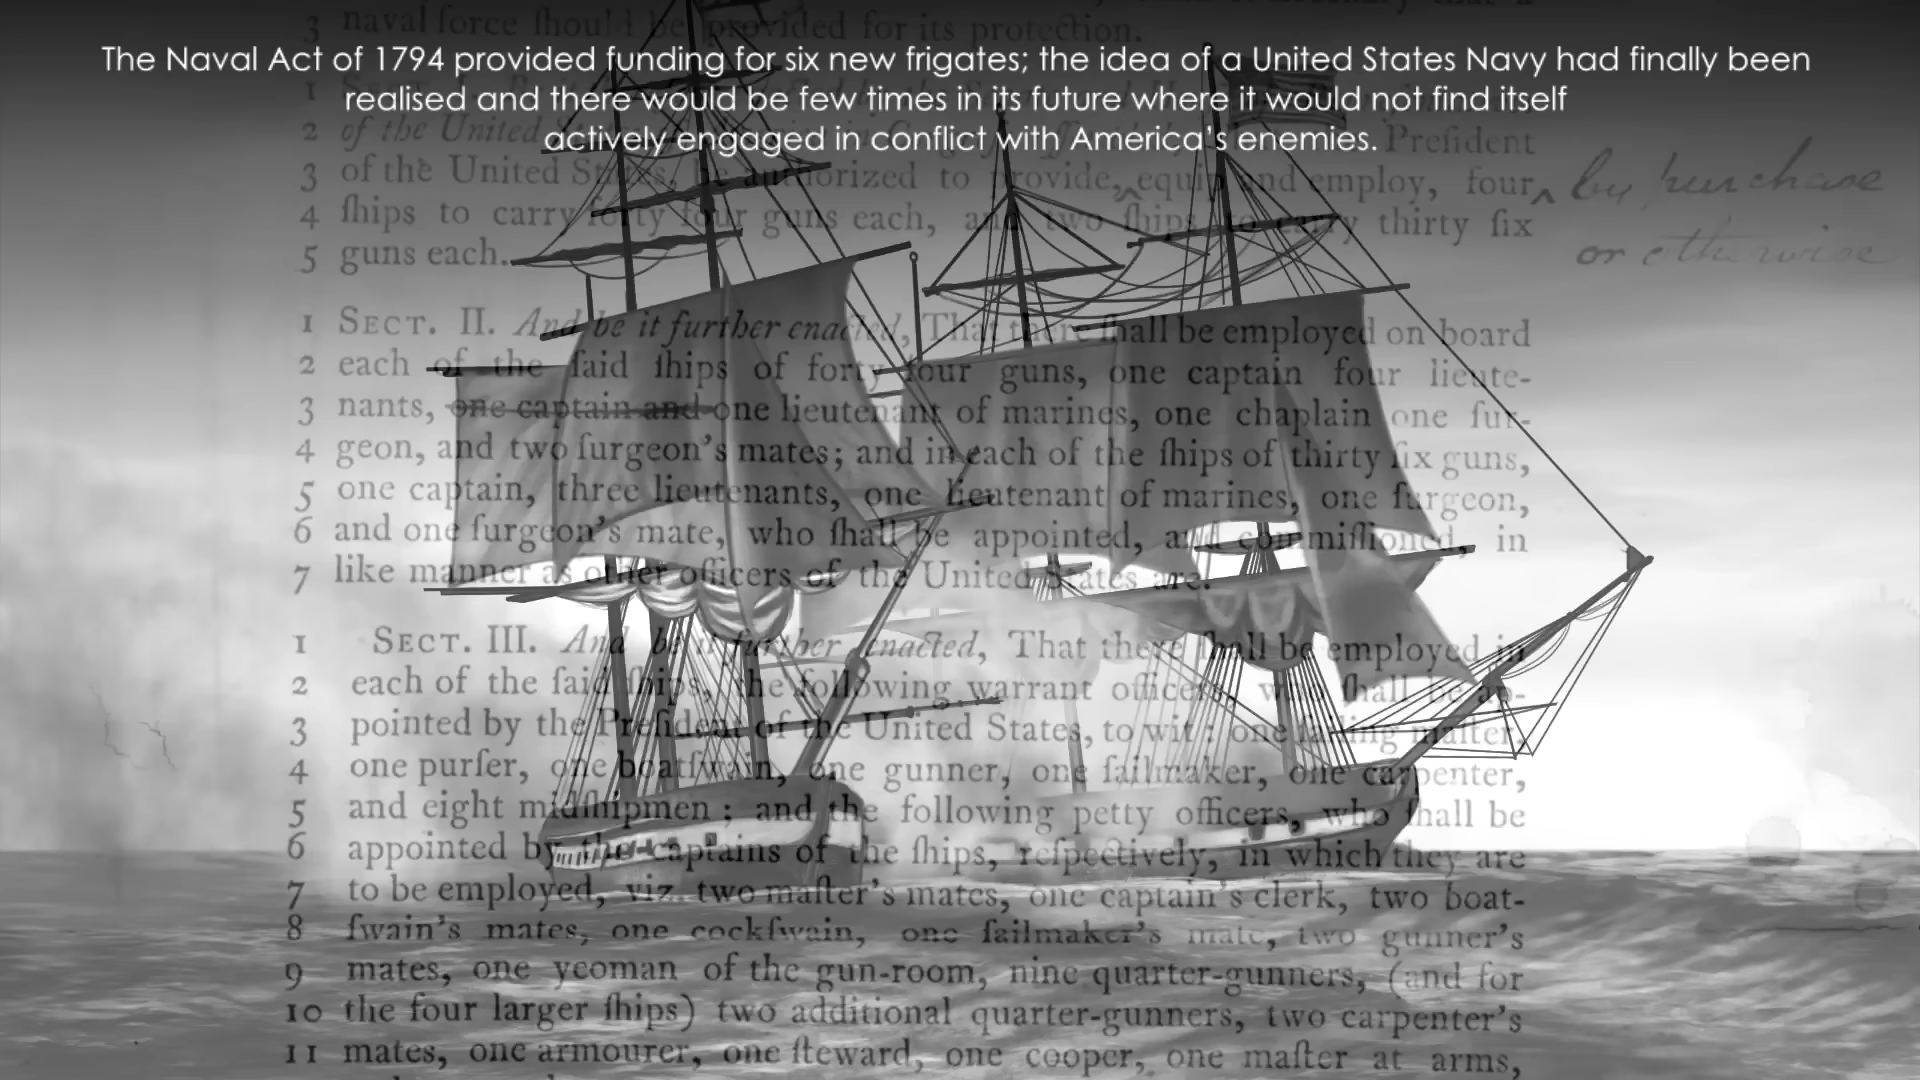 3 naval force ſhould be provided for its protection.
The Naval Act of 1794 provided funding for six new frigates; the idea of a United States Navy had finally been
realised and there would be few times in its future where it would not find itself
actively engaged in conflict with America's enemies.
1
2 of the United Preſident
3 of the United States, be authorized to provide,‸equip and employ, four‸ by purchase
4 ſhips to carry forty four guns each, and two ſhips to carry thirty ſix or otherwise
5 guns each.
1 SECT. II. And be it further enacted, That there ſhall be employed on board
2 each of the ſaid ſhips of forty four guns, one captain four lieute-
3 nants, one captain and one lieutenant of marines, one chaplain one ſur-
4 geon, and two ſurgeon's mates; and in each of the ſhips of thirty ſix guns,
5 one captain, three lieutenants, one lieutenant of marines, one ſurgeon,
6 and one ſurgeon's mate, who ſhall be appointed, and commiſſioned, in
7 like manner as other officers of the United States are.
1 SECT. III. And be it further enacted, That there ſhall be employed in
2 each of the ſaid ſhips, the following warrant officers, who ſhall be ap-
3 pointed by the Preſident of the United States, to wit: one ſailing maſter,
4 one purſer, one boatſwain, one gunner, one ſailmaker, one carpenter,
5 and eight midſhipmen; and the following petty officers, who ſhall be
6 appointed by the captains of the ſhips, reſpectively, in which they are
7 to be employed, viz. two maſter's mates, one captain's clerk, two boat-
8 ſwain's mates, one cockſwain, one ſailmaker's mate, two gunner's
9 mates, one yeoman of the gun-room, nine quarter-gunners, (and for
10 the four larger ſhips) two additional quarter-gunners, two carpenter's
11 mates, one armourer, one ſteward, one cooper, one maſter at arms,